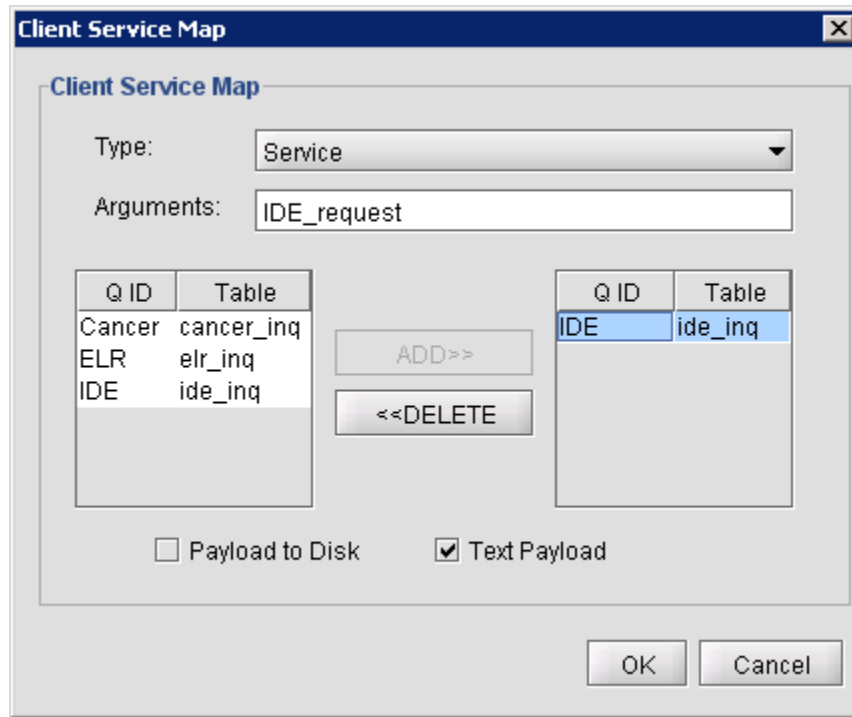 Client Service Map
Client Service Map
Type: Service
Arguments: IDE_request
Q ID Table Q ID Table
Cancer cancer_inq IDE ide_inq
ELR elr_inq ADD>>
IDE ide_inq
<<DELETE
Payload to Disk Text Payload
OK Cancel